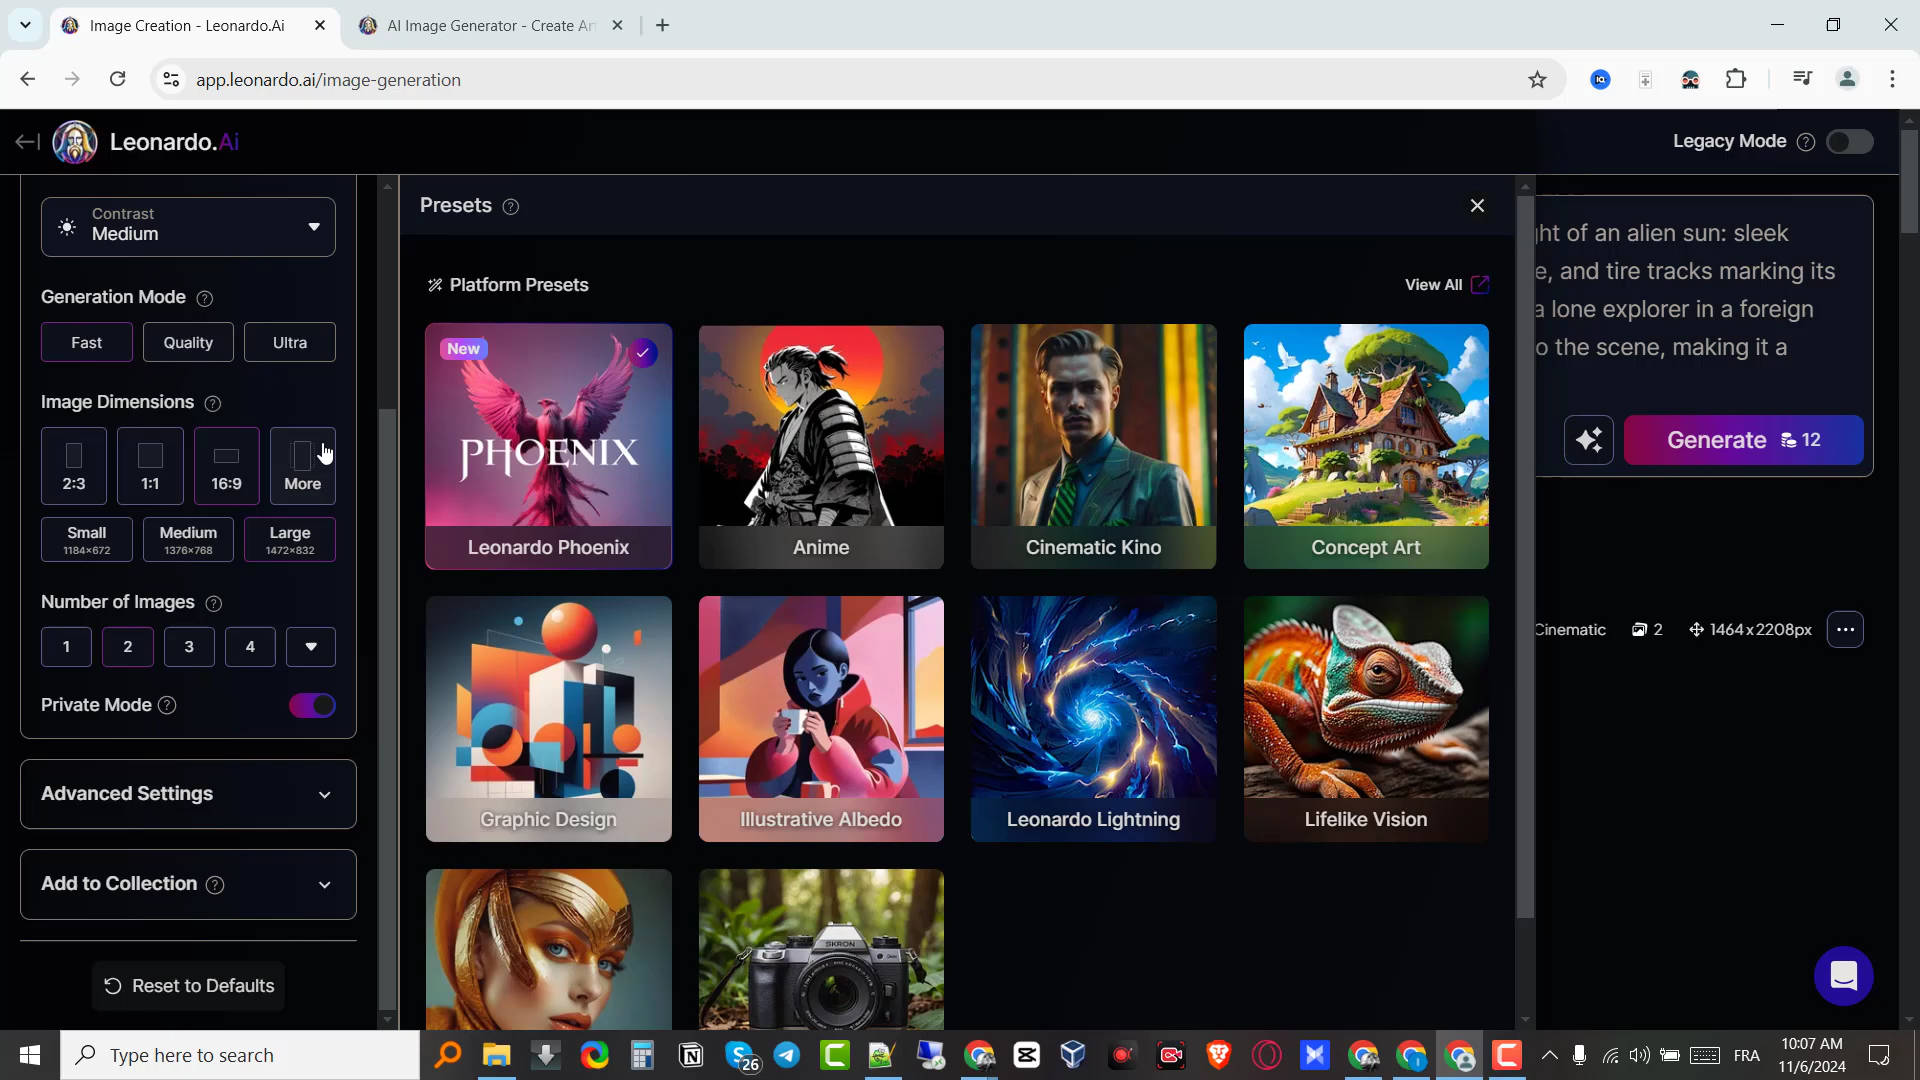 Image Creation - Leonardo.Ai
AI Image Generator - Create Ar
app.leonardo.ai/image-generation
Leonardo.Ai
Legacy Mode
Contrast
Medium
Generation Mode
Fast
Quality
Ultra
Image Dimensions
2:3
1:1
16:9
More
Small
1184×672
Medium
1376×768
Large
1472×832
Number of Images
1
2
3
4
Private Mode
Advanced Settings
Add to Collection
Reset to Defaults
Presets
Platform Presets
View All
New
PHOENIX
Leonardo Phoenix
Anime
Cinematic Kino
Concept Art
Graphic Design
Illustrative Albedo
Leonardo Lightning
Lifelike Vision
SKRON
ht of an alien sun: sleek
e, and tire tracks marking its
a lone explorer in a foreign
o the scene, making it a
Generate 12
Cinematic
2
1464x2208px
Type here to search
26
FRA
10:07 AM
11/6/2024